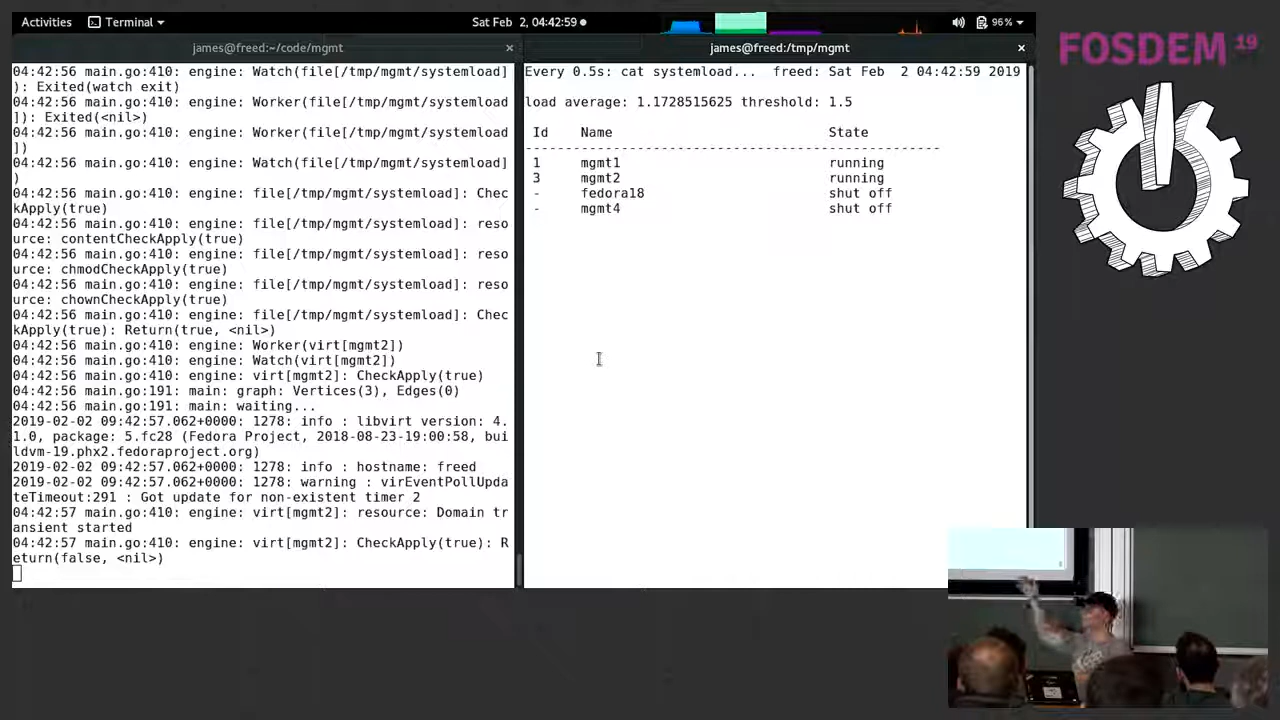 Activities
Terminal
Sat Feb 2, 04:42:59
96%
james@freed:~/code/mgmt
james@freed:/tmp/mgmt
04:42:56 main.go:410: engine: Watch(file[/tmp/mgmt/systemload]
): Exited(watch exit)
04:42:56 main.go:410: engine: Worker(file[/tmp/mgmt/systemload
]): Exited(<nil>)
04:42:56 main.go:410: engine: Worker(file[/tmp/mgmt/systemload
])
04:42:56 main.go:410: engine: Watch(file[/tmp/mgmt/systemload]
)
04:42:56 main.go:410: engine: file[/tmp/mgmt/systemload]: Chec
kApply(true)
04:42:56 main.go:410: engine: file[/tmp/mgmt/systemload]: reso
urce: contentCheckApply(true)
04:42:56 main.go:410: engine: file[/tmp/mgmt/systemload]: reso
urce: chmodCheckApply(true)
04:42:56 main.go:410: engine: file[/tmp/mgmt/systemload]: reso
urce: chownCheckApply(true)
04:42:56 main.go:410: engine: file[/tmp/mgmt/systemload]: Chec
kApply(true): Return(true, <nil>)
04:42:56 main.go:410: engine: Worker(virt[mgmt2])
04:42:56 main.go:410: engine: Watch(virt[mgmt2])
04:42:56 main.go:410: engine: virt[mgmt2]: CheckApply(true)
04:42:56 main.go:191: main: graph: Vertices(3), Edges(0)
04:42:56 main.go:191: main: waiting...
2019-02-02 09:42:57.062+0000: 1278: info : libvirt version: 4.
1.0, package: 5.fc28 (Fedora Project, 2018-08-23-19:00:58, bui
ldvm-19.phx2.fedoraproject.org)
2019-02-02 09:42:57.062+0000: 1278: info : hostname: freed
2019-02-02 09:42:57.062+0000: 1278: warning : virEventPollUpda
teTimeout:291 : Got update for non-existent timer 2
04:42:57 main.go:410: engine: virt[mgmt2]: resource: Domain tr
ansient started
04:42:57 main.go:410: engine: virt[mgmt2]: CheckApply(true): R
eturn(false, <nil>)
Every 0.5s: cat systemload... freed: Sat Feb 2 04:42:59 2019
load average: 1.1728515625 threshold: 1.5
Id Name State
----------------------------------------------------
1 mgmt1 running
3 mgmt2 running
- fedora18 shut off
- mgmt4 shut off
FOSDEM 19